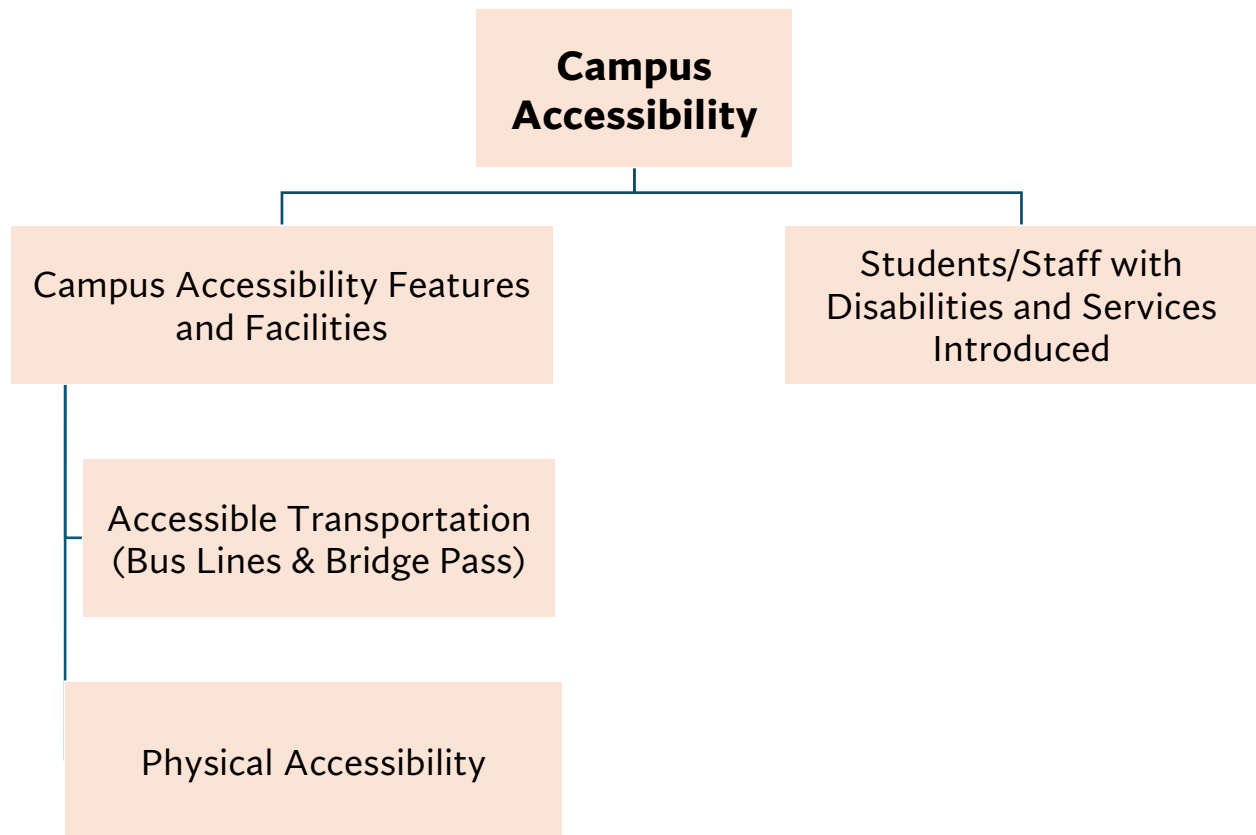 Campus
Accessibility
Campus Accessibility Features
and Facilities
Students/Staff with
Disabilities and Services
Introduced
Accessible Transportation
(Bus Lines & Bridge Pass)
Physical Accessibility